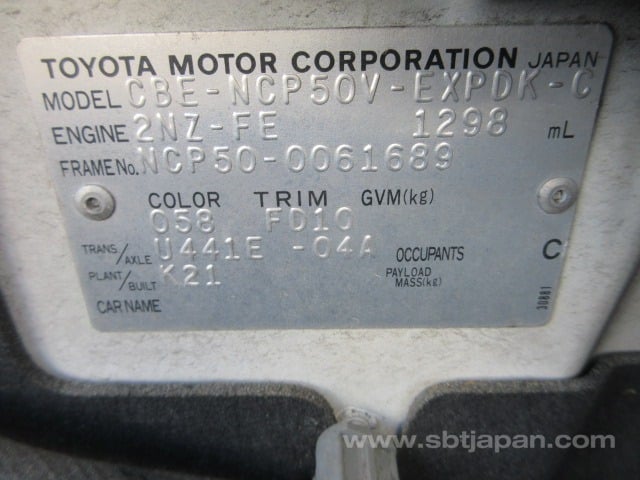 TOYOTA MOTOR CORPORATION JAPAN
MODEL CBE-NCP50V-EXPDK-C
ENGINE 2NZ-FE 1298 mL
FRAME No. NCP50-0061689
COLOR TRIM GVM(kg)
058 FD10
TRANS/AXLE U441E -04A OCCUPANTS C
PLANT/BUILT K21 PAYLOAD MASS(kg)
CAR NAME
30881
www.sbtjapan.com